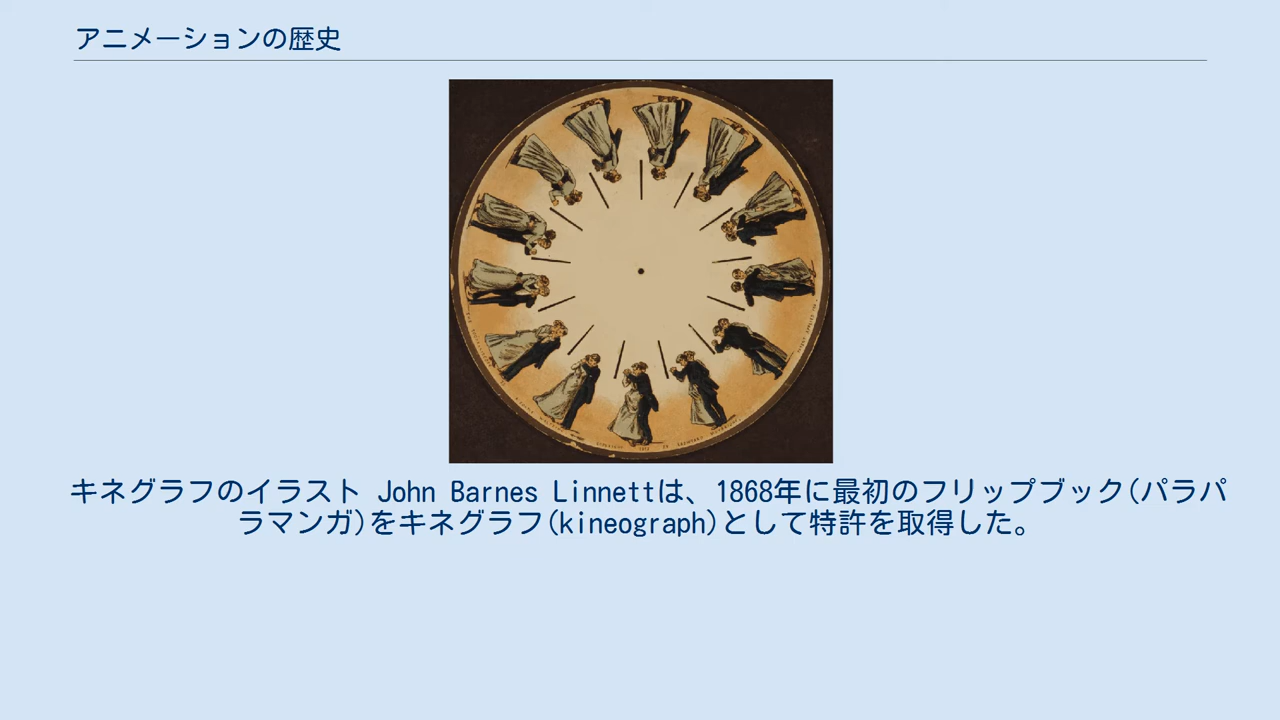 アニメーションの歴史
キネグラフのイラスト John Barnes Linnettは、1868年に最初のフリップブック(パラパ
ラマンガ)をキネグラフ(kineograph)として特許を取得した。